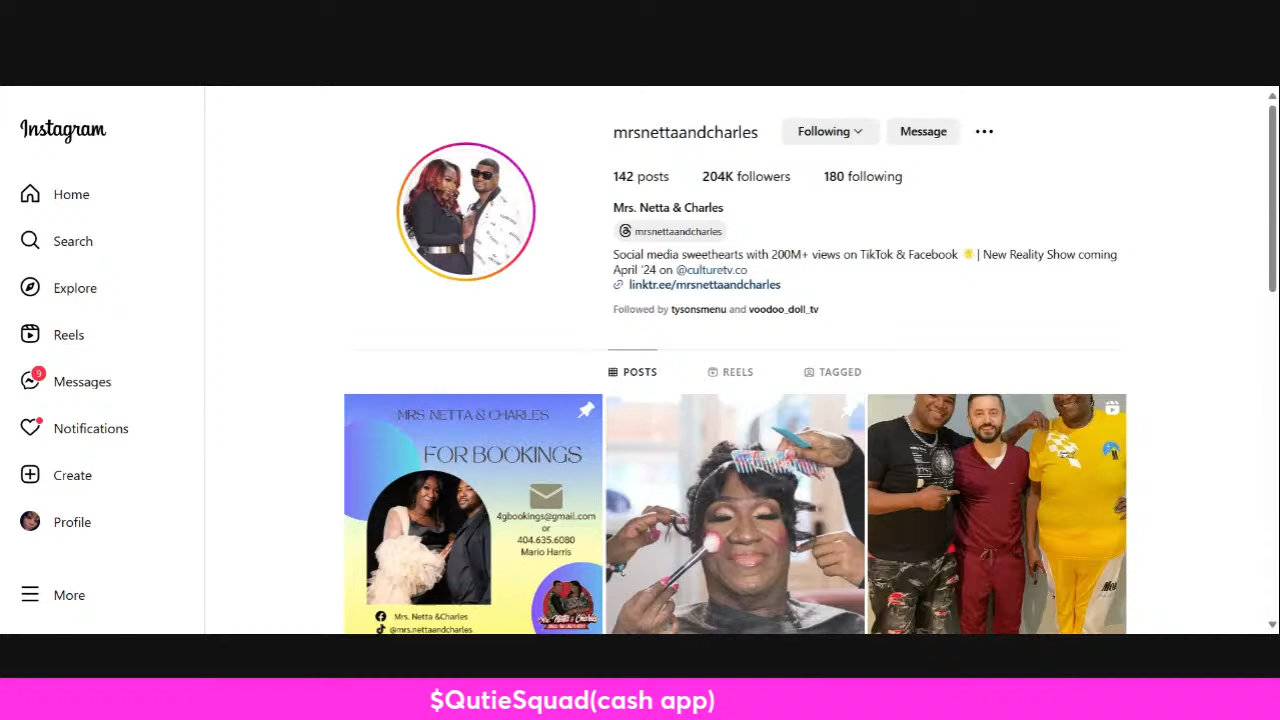 Instagram
Home
Search
Explore
Reels
9
Messages
Notifications
Create
Profile
More
mrsnettaandcharles
Following
Message
142 posts 204K followers 180 following
Mrs. Netta & Charles
mrsnettaandcharles
Social media sweethearts with 200M+ views on TikTok & Facebook 🌟 | New Reality Show coming
April '24 on @culturetv.co
linktr.ee/mrsnettaandcharles
Followed by tysonsmenu and voodoo_doll_tv
POSTS REELS TAGGED
MRS. NETTA & CHARLES
FOR BOOKINGS
4gbookings@gmail.com
or
404.635.6080
Mario Harris
Mrs. Netta &Charles
@mrs.nettaandcharles
Mrs. Netta & Charles
$QutieSquad(cash app)